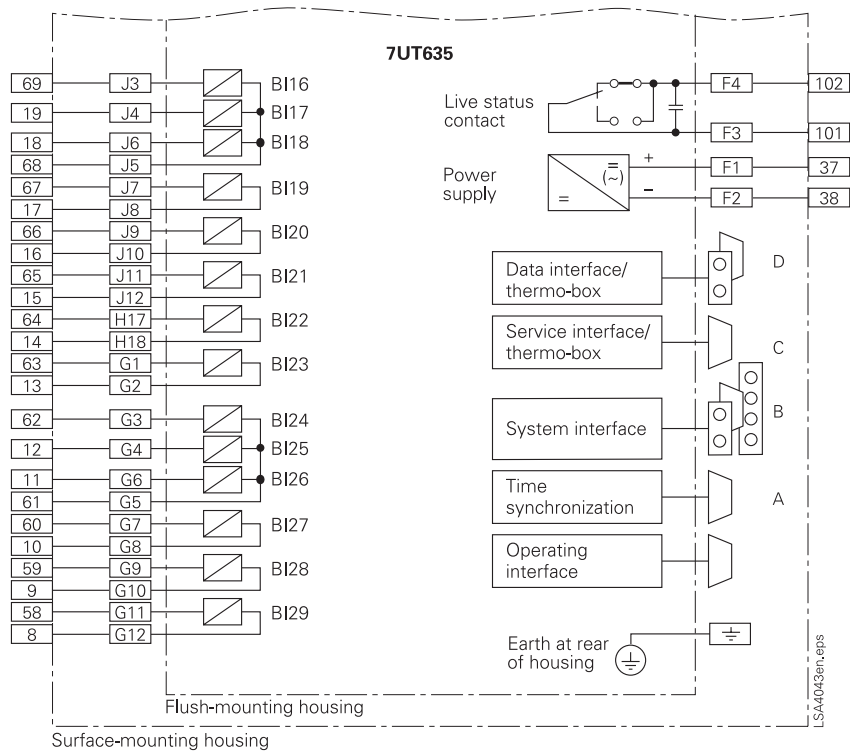 7UT635
69 J3 BI16
19 J4 BI17
18 J6 BI18
68 J5
67 J7 BI19
17 J8
66 J9 BI20
16 J10
65 J11 BI21
15 J12
64 H17 BI22
14 H18
63 G1 BI23
13 G2
62 G3 BI24
12 G4 BI25
11 G6 BI26
61 G5
60 G7 BI27
10 G8
59 G9 BI28
9 G10
58 G11 BI29
8 G12
Live status
contact
F4 102
F3 101
Power
supply
= (~)
=
+ F1 37
– F2 38
Data interface/
thermo-box
D
Service interface/
thermo-box
C
System interface
B
Time
synchronization
A
Operating
interface
Earth at rear
of housing
LSA4043en.eps
Flush-mounting housing
Surface-mounting housing